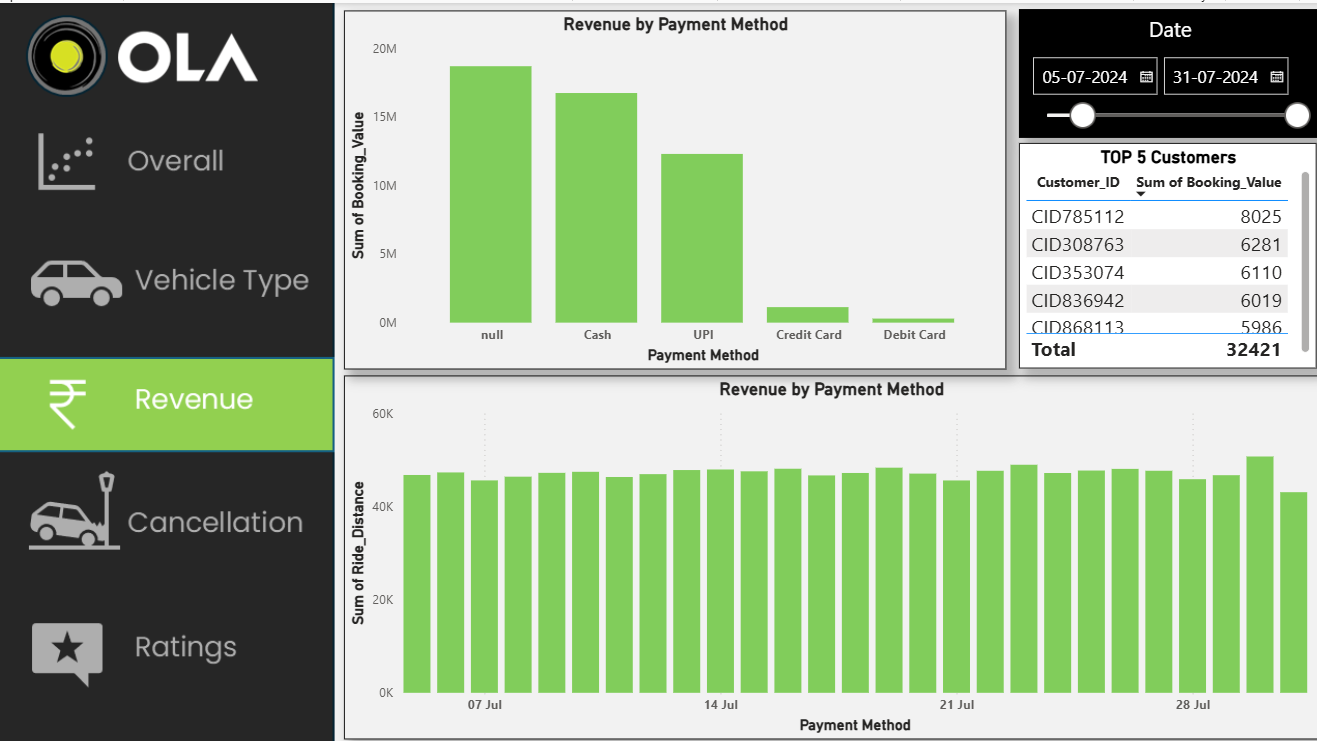 OLA
Overall
Vehicle Type
Revenue
Cancellation
Ratings
Revenue by Payment Method
Sum of Booking_Value
20M
15M
10M
5M
0M
null Cash UPI Credit Card Debit Card
Payment Method
Date
05-07-2024 31-07-2024
TOP 5 Customers
Customer_ID Sum of Booking_Value
CID785112 8025
CID308763 6281
CID353074 6110
CID836942 6019
CID868113 5986
Total 32421
Revenue by Payment Method
Sum of Ride_Distance
60K
40K
20K
0K
07 Jul 14 Jul 21 Jul 28 Jul
Payment Method